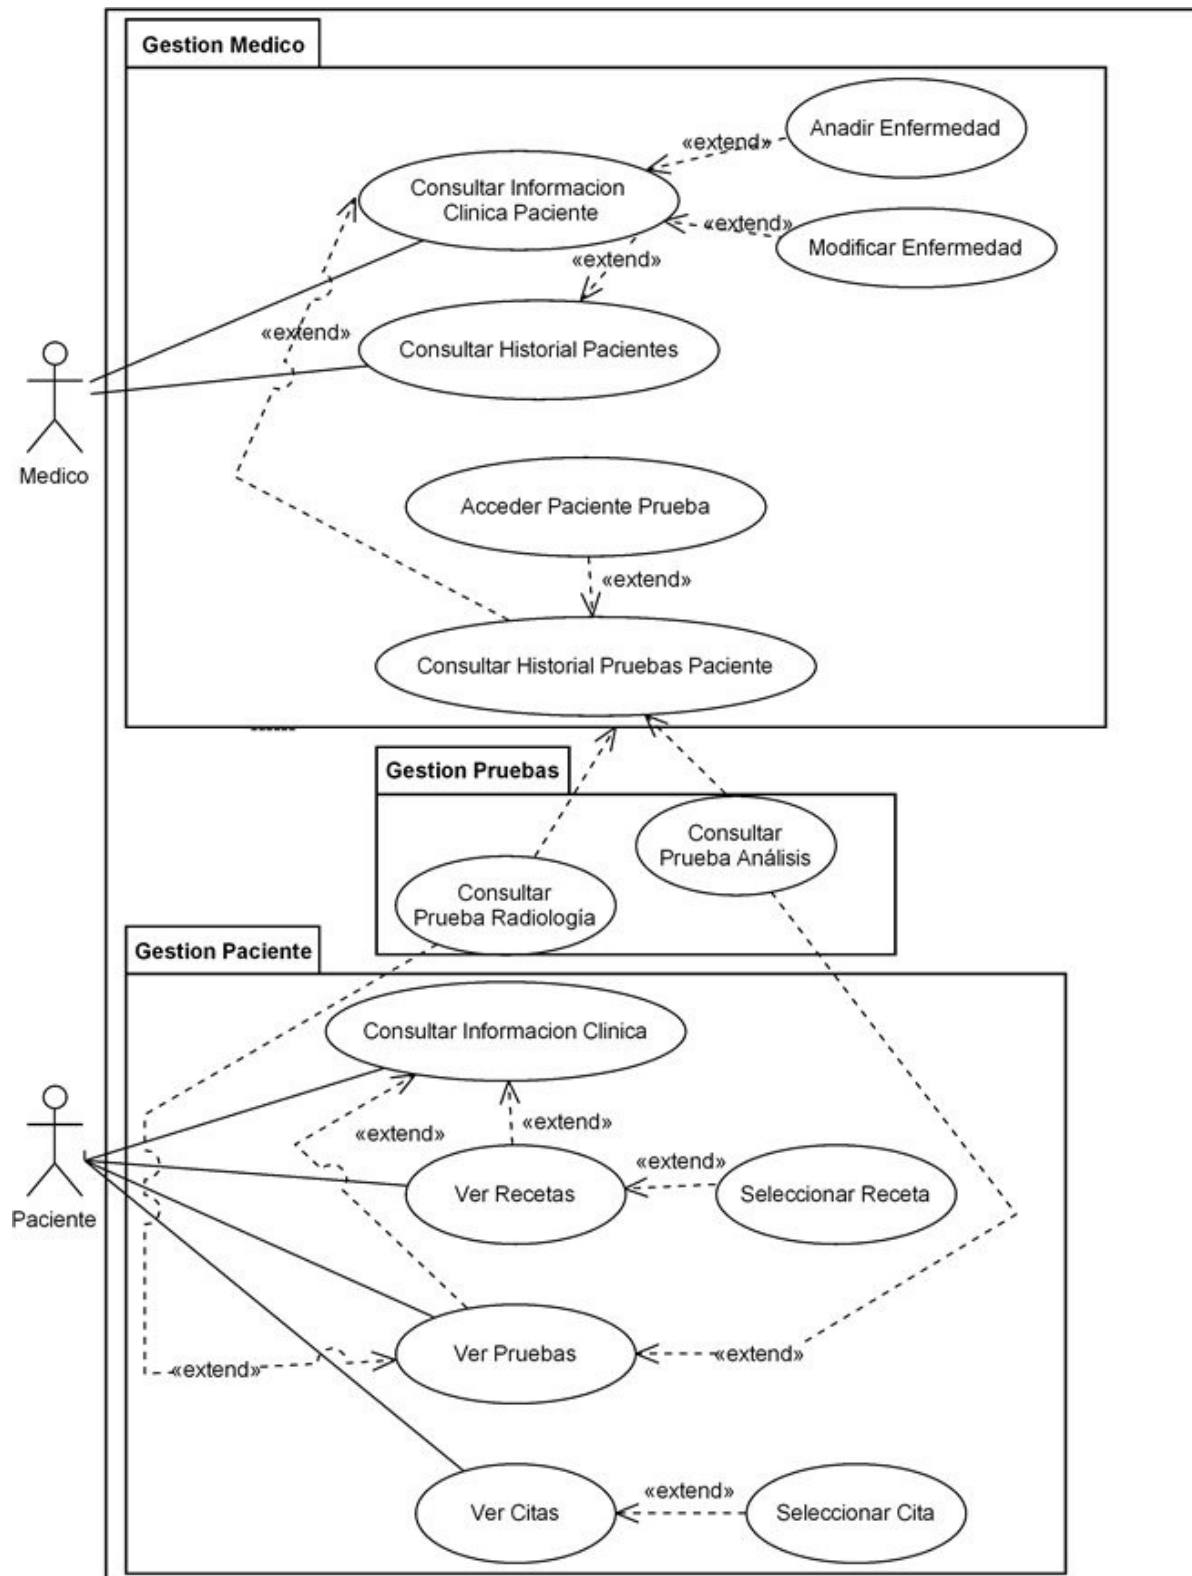 Gestion Medico
Anadir Enfermedad
«extend»
Consultar Informacion
Clinica Paciente
«extend»
Modificar Enfermedad
«extend»
«extend»
Consultar Historial Pacientes
Medico
Acceder Paciente Prueba
«extend»
Consultar Historial Pruebas Paciente
Gestion Pruebas
Consultar
Prueba Análisis
Consultar
Prueba Radiología
Gestion Paciente
Consultar Informacion Clinica
«extend»
«extend»
«extend»
Ver Recetas
Seleccionar Receta
Paciente
Ver Pruebas
«extend»
«extend»
«extend»
Ver Citas
Seleccionar Cita